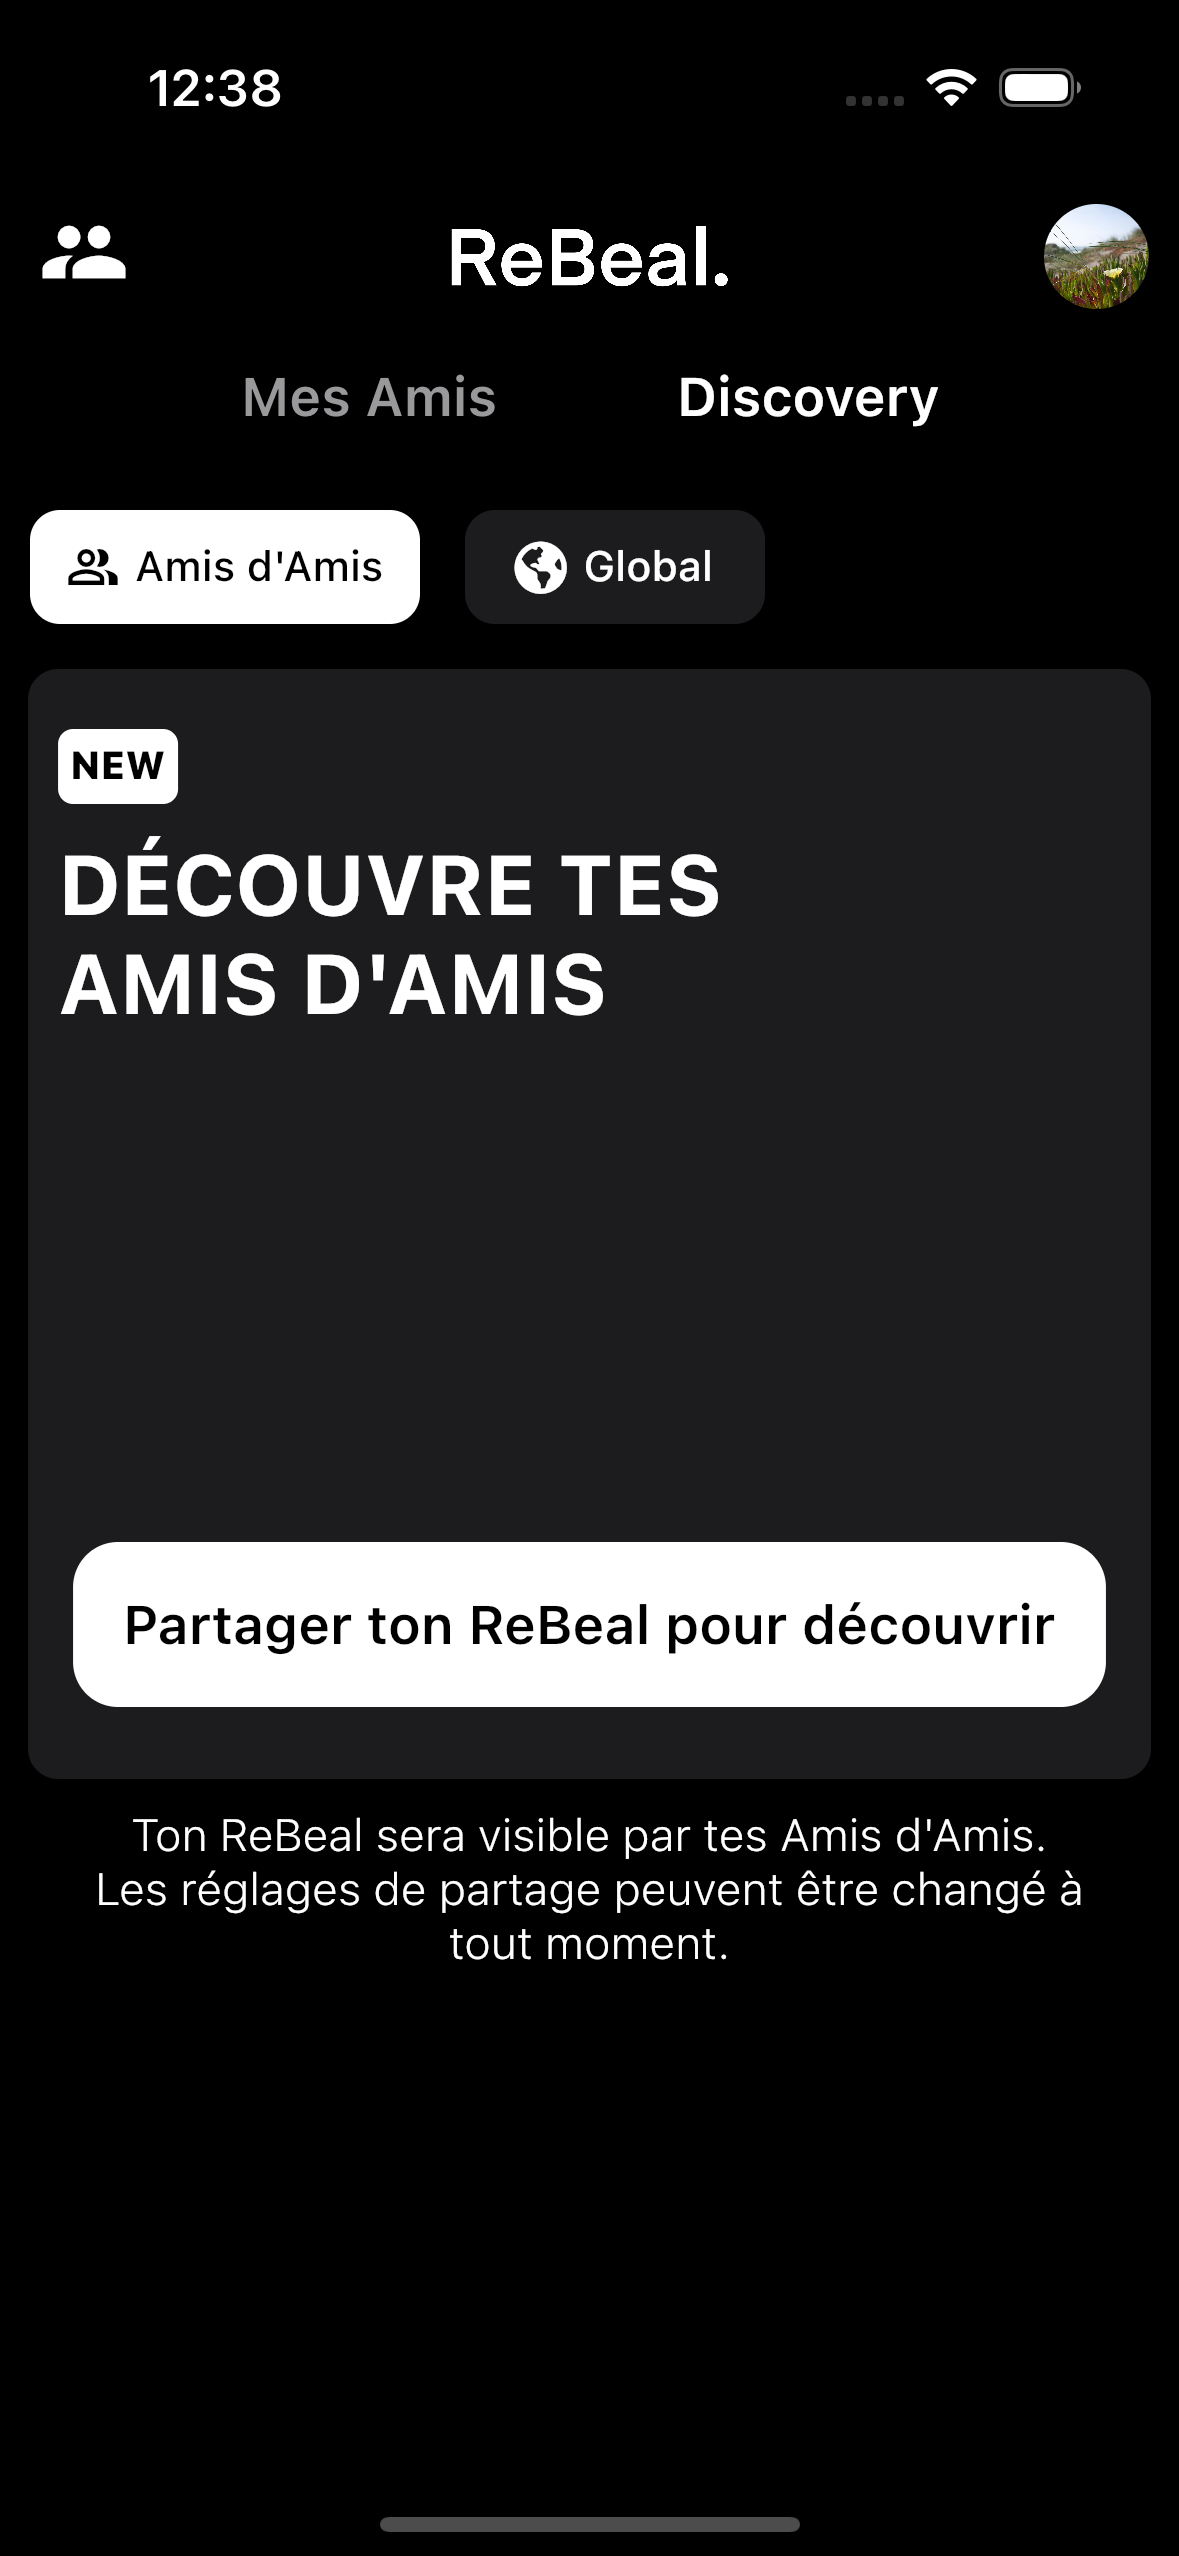 12:38
ReBeal.
Mes Amis
Discovery
Amis d'Amis
Global
NEW
DÉCOUVRE TES
AMIS D'AMIS
Partager ton ReBeal pour découvrir
Ton ReBeal sera visible par tes Amis d'Amis.
Les réglages de partage peuvent être changé à
tout moment.